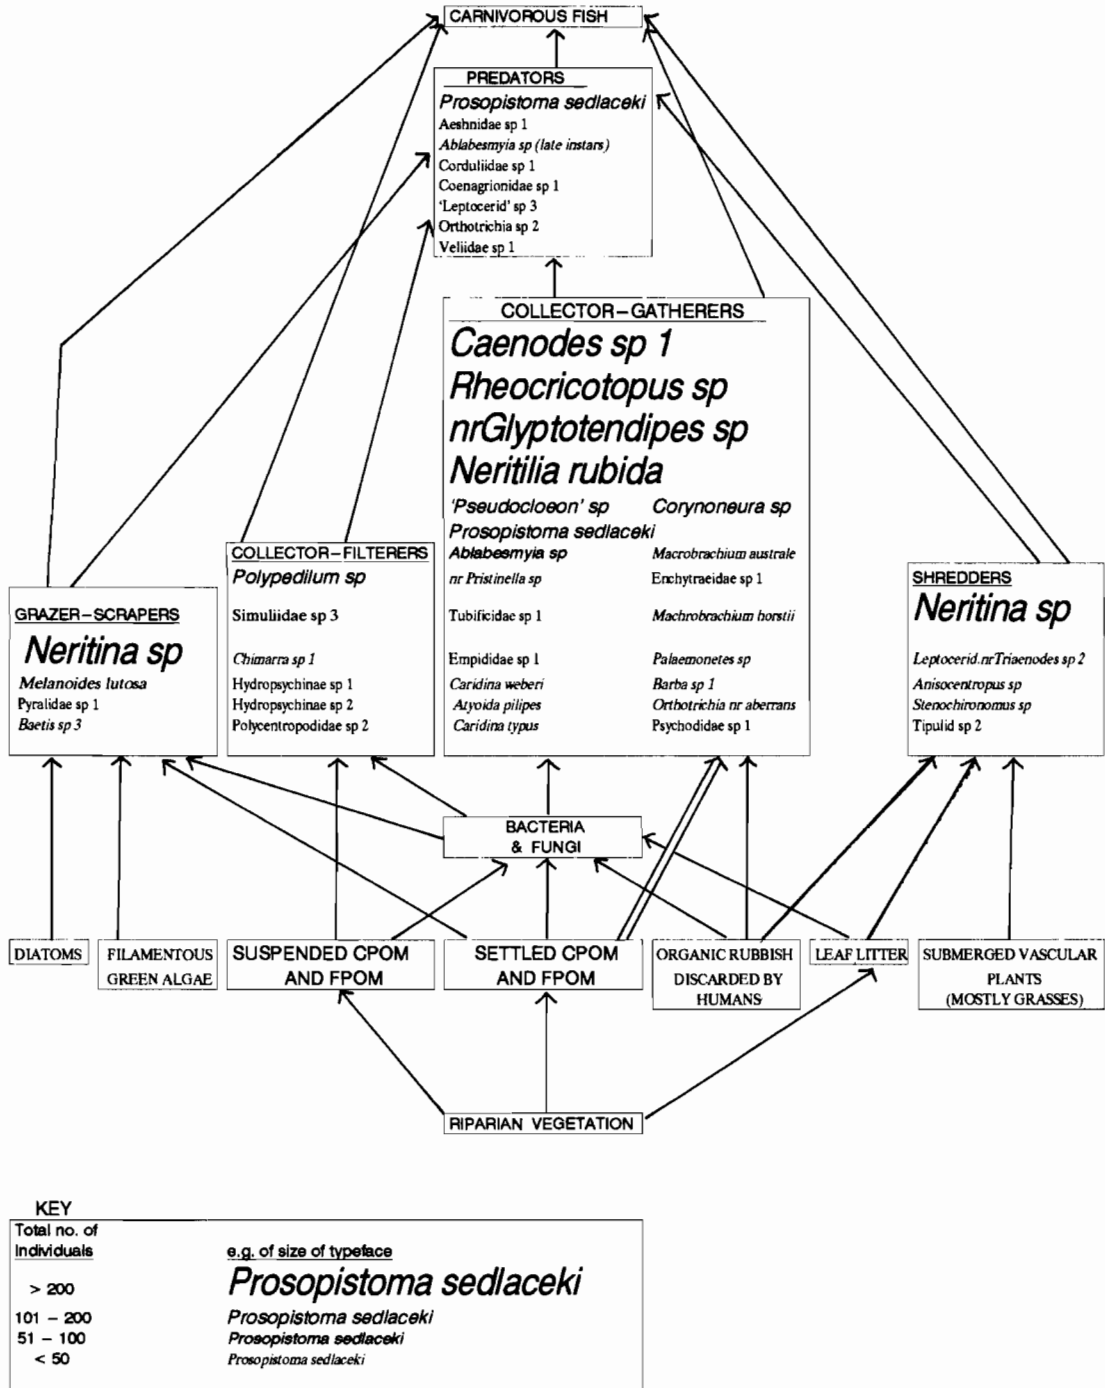 CARNIVOROUS FISH
PREDATORS
Prosopistoma sedlaceki
Aeshnidae sp 1
Ablabesmyia sp (late instars)
Corduliidae sp 1
Coenagrionidae sp 1
'Leptocerid' sp 3
Orthotrichia sp 2
Veliidae sp 1
COLLECTOR-GATHERERS
Caenodes sp 1
Rheocricotopus sp
nrGlyptotendipes sp
Neritilia rubida
'Pseudocloeon' sp Corynoneura sp
Prosopistoma sedlaceki
Ablabesmyia sp Macrobrachium australe
nr Pristinella sp Enchytraeidae sp 1
Tubificidae sp 1 Machrobrachium horstii
Empididae sp 1 Palaemonetes sp
Caridina weberi Barba sp 1
Atyoida pilipes Orthotrichia nr aberrans
Caridina typus Psychodidae sp 1
COLLECTOR-FILTERERS
Polypedilum sp
Simuliidae sp 3
Chimarra sp 1
Hydropsychinae sp 1
Hydropsychinae sp 2
Polycentropodidae sp 2
GRAZER-SCRAPERS
Neritina sp
Melanoides lutosa
Pyralidae sp 1
Baetis sp 3
SHREDDERS
Neritina sp
Leptocerid.nrTriaenodes sp 2
Anisocentropus sp
Stenochironomus sp
Tipulid sp 2
BACTERIA
& FUNGI
DIATOMS
FILAMENTOUS
GREEN ALGAE
SUSPENDED CPOM
AND FPOM
SETTLED CPOM
AND FPOM
ORGANIC RUBBISH
DISCARDED BY
HUMANS
LEAF LITTER
SUBMERGED VASCULAR
PLANTS
(MOSTLY GRASSES)
RIPARIAN VEGETATION
KEY
Total no. of
Individuals e.g. of size of typeface
> 200 Prosopistoma sedlaceki
101 - 200 Prosopistoma sedlaceki
51 - 100 Prosopistoma sedlaceki
< 50 Prosopistoma sedlaceki